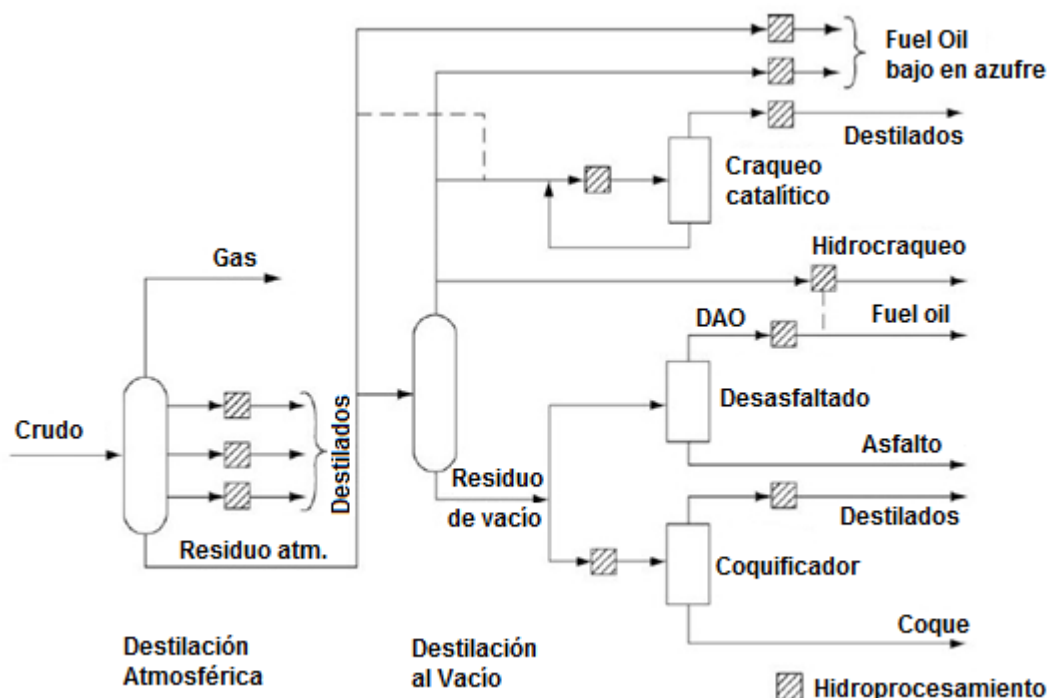 Fuel Oil
bajo en azufre
Destilados
Craqueo
catalítico
Gas
Hidrocraqueo
DAO
Fuel oil
Crudo
Destilados
Desasfaltado
Asfalto
Residuo
de vacío
Destilados
Residuo atm.
Coquificador
Coque
Destilación
Atmosférica
Destilación
al Vacío
Hidroprocesamiento